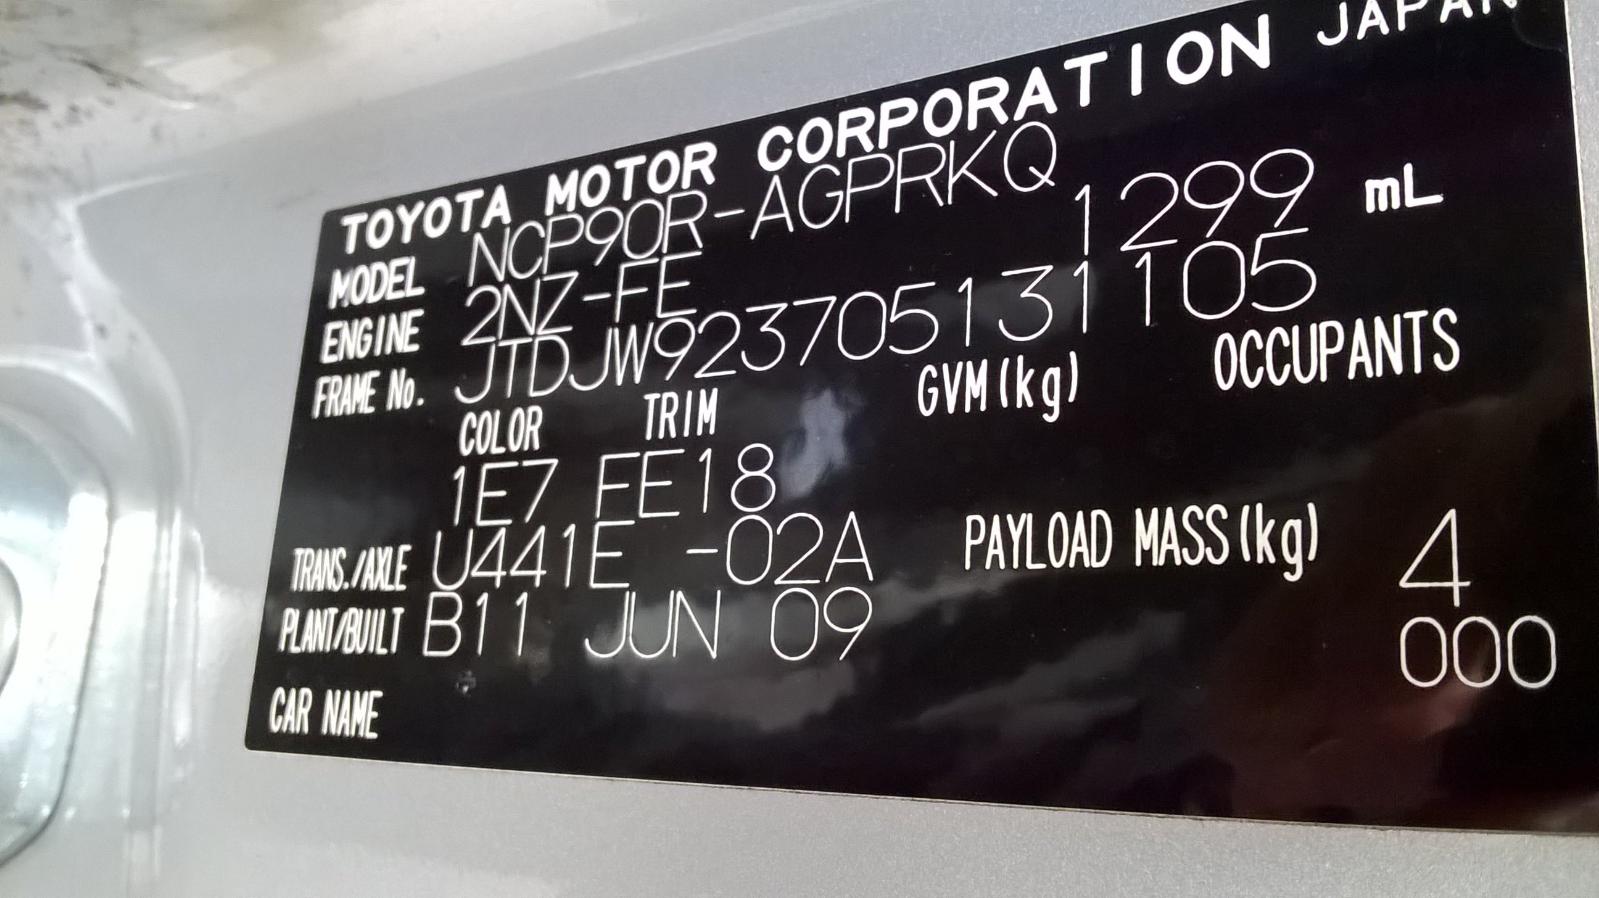 TOYOTA MOTOR CORPORATION JAPAN
MODEL NCP90R-AGPRKQ
ENGINE 2NZ-FE 1299 mL
FRAME No. JTDJW923705131105
COLOR TRIM GVM(kg) OCCUPANTS
1E7 FE18
TRANS./AXLE U441E -02A PAYLOAD MASS(kg) 4
PLANT/BUILT B11 JUN 09 000
CAR NAME